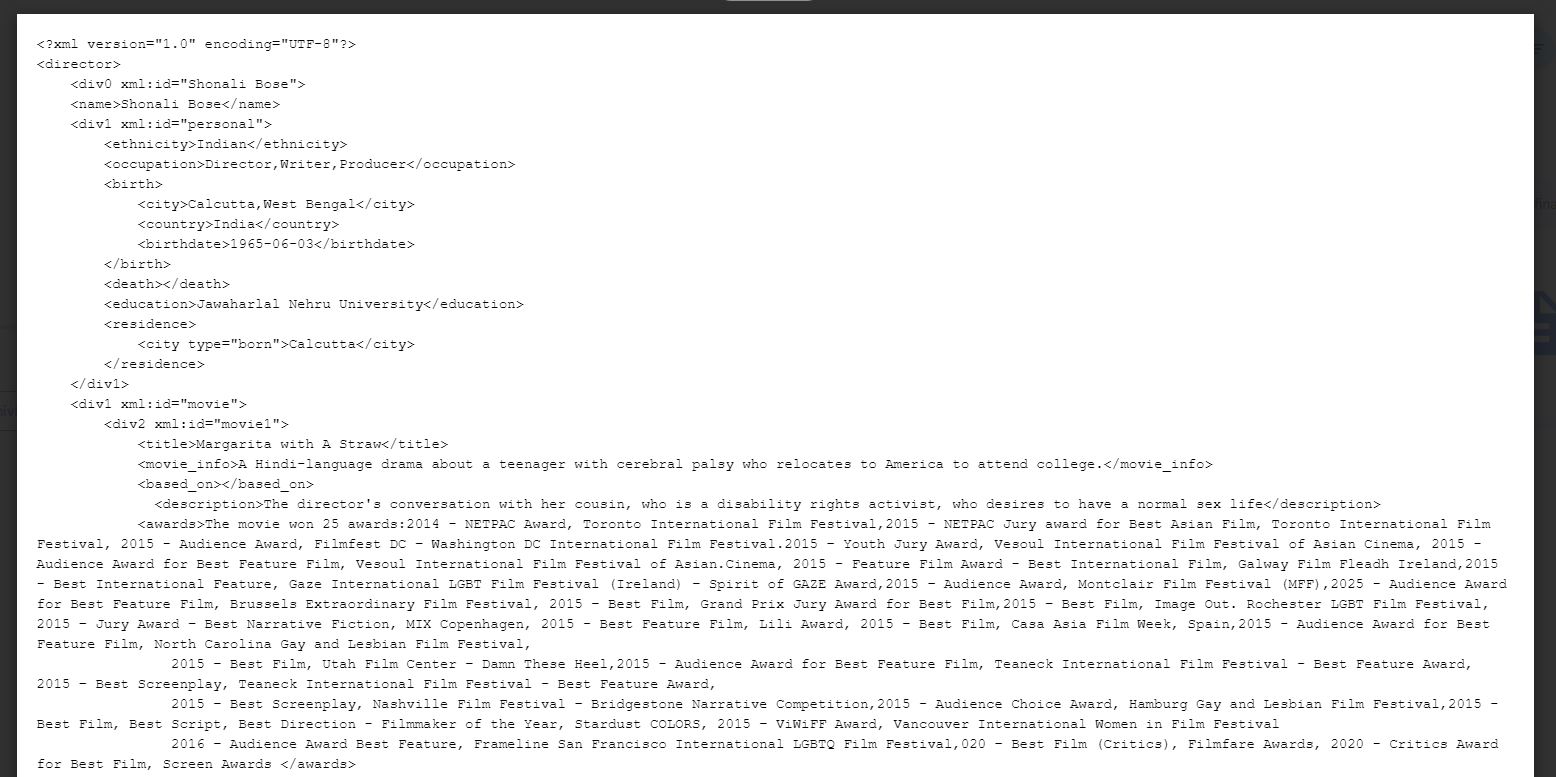 <?xml version="1.0" encoding="UTF-8"?>
<director>
    <div0 xml:id="Shonali Bose">
    <name>Shonali Bose</name>
    <div1 xml:id="personal">
        <ethnicity>Indian</ethnicity>
        <occupation>Director,Writer,Producer</occupation>
        <birth>
            <city>Calcutta,West Bengal</city>
            <country>India</country>
            <birthdate>1965-06-03</birthdate>
        </birth>
        <death></death>
        <education>Jawaharlal Nehru University</education>
        <residence>
            <city type="born">Calcutta</city>
        </residence>
    </div1>
    <div1 xml:id="movie">
        <div2 xml:id="movie1">
            <title>Margarita with A Straw</title>
            <movie_info>A Hindi-language drama about a teenager with cerebral palsy who relocates to America to attend college.</movie_info>
            <based_on></based_on>
              <description>The director's conversation with her cousin, who is a disability rights activist, who desires to have a normal sex life</description>
            <awards>The movie won 25 awards:2014 - NETPAC Award, Toronto International Film Festival,2015 - NETPAC Jury award for Best Asian Film, Toronto International Film
Festival, 2015 - Audience Award, Filmfest DC - Washington DC International Film Festival.2015 - Youth Jury Award, Vesoul International Film Festival of Asian Cinema, 2015 -
Audience Award for Best Feature Film, Vesoul International Film Festival of Asian.Cinema, 2015 - Feature Film Award - Best International Film, Galway Film Fleadh Ireland,2015
- Best International Feature, Gaze International LGBT Film Festival (Ireland) - Spirit of GAZE Award,2015 - Audience Award, Montclair Film Festival (MFF),2025 - Audience Award
for Best Feature Film, Brussels Extraordinary Film Festival, 2015 - Best Film, Grand Prix Jury Award for Best Film,2015 - Best Film, Image Out. Rochester LGBT Film Festival,
2015 - Jury Award - Best Narrative Fiction, MIX Copenhagen, 2015 - Best Feature Film, Lili Award, 2015 - Best Film, Casa Asia Film Week, Spain,2015 - Audience Award for Best
Feature Film, North Carolina Gay and Lesbian Film Festival,
                2015 - Best Film, Utah Film Center - Damn These Heel,2015 - Audience Award for Best Feature Film, Teaneck International Film Festival - Best Feature Award,
2015 - Best Screenplay, Teaneck International Film Festival - Best Feature Award,
                2015 - Best Screenplay, Nashville Film Festival - Bridgestone Narrative Competition,2015 - Audience Choice Award, Hamburg Gay and Lesbian Film Festival,2015 -
Best Film, Best Script, Best Direction - Filmmaker of the Year, Stardust COLORS, 2015 - ViWiFF Award, Vancouver International Women in Film Festival
                2016 - Audience Award Best Feature, Frameline San Francisco International LGBTQ Film Festival,020 - Best Film (Critics), Filmfare Awards, 2020 - Critics Award
for Best Film, Screen Awards </awards>